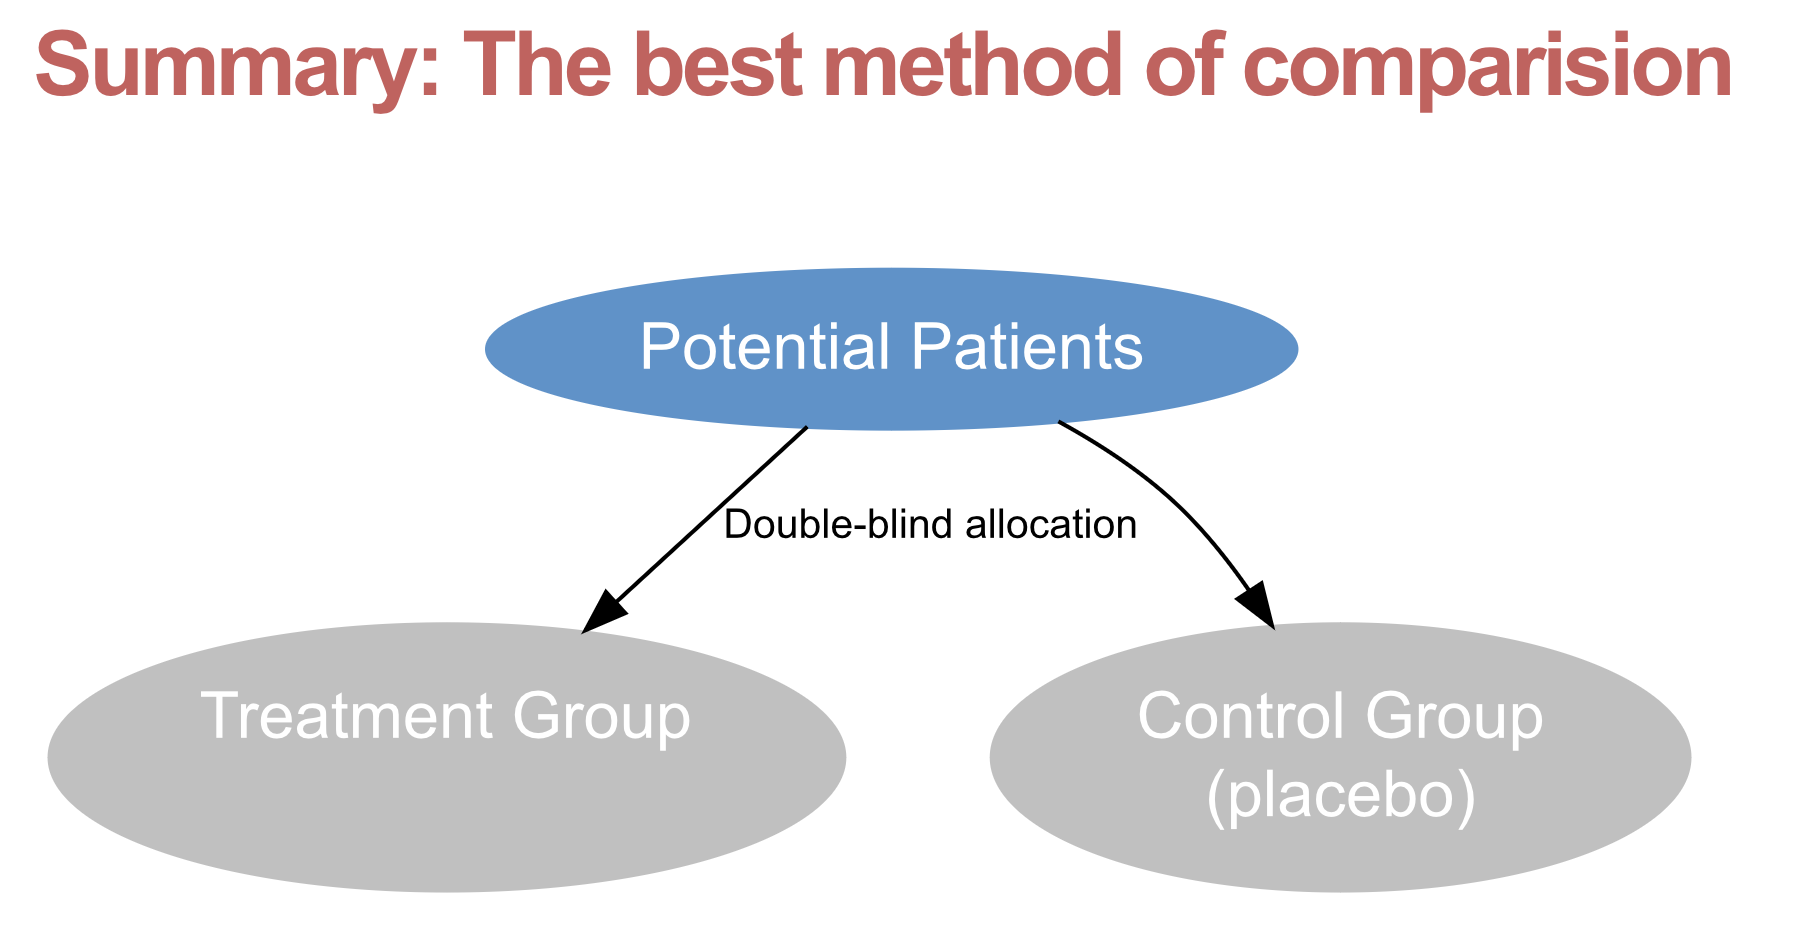 Summary: The best method of comparision
Potential Patients
Double-blind allocation
Treatment Group
Control Group
(placebo)